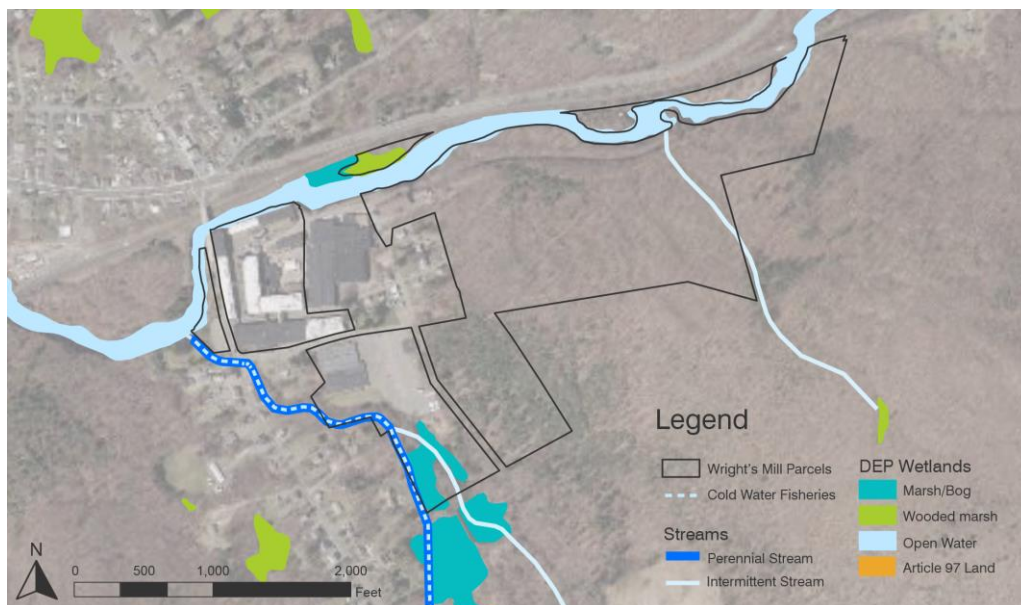 Legend
Wright's Mill Parcels
Cold Water Fisheries
Streams
Perennial Stream
Intermittent Stream
DEP Wetlands
Marsh/Bog
Wooded marsh
Open Water
Article 97 Land
N
0 500 1,000 2,000
Feet